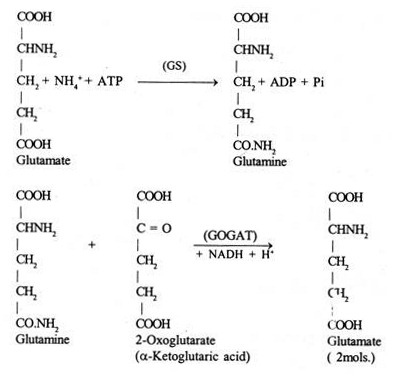 COOH COOH
(GS)
CHNH₂ CHNH₂
CH₂ + NH₄⁺ + ATP CH₂ + ADP + Pi
CH₂ CH₂
COOH CO.NH₂
Glutamate Glutamine
COOH COOH COOH
CHNH₂ + C = O (GOGAT) CHNH₂
+ NADH + H⁺
CH₂ CH₂ CH₂
CH₂ CH₂ CH₂
CO.NH₂ COOH COOH
Glutamine 2-Oxoglutarate Glutamate
(α-Ketoglutaric acid) ( 2mols.)